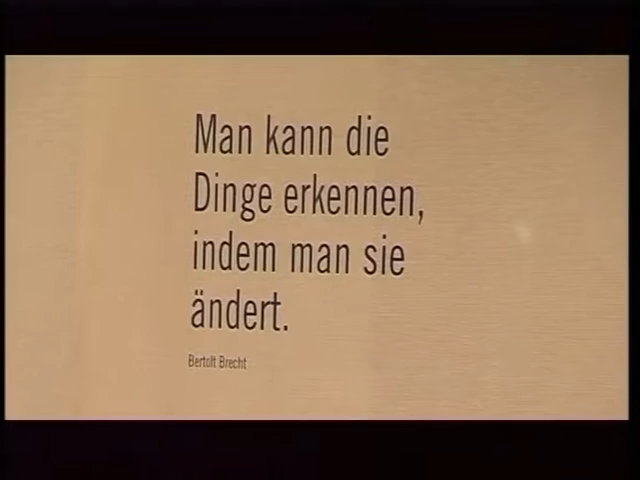 Man kann die
Dinge erkennen,
indem man sie
ändert.
Bertolt Brecht